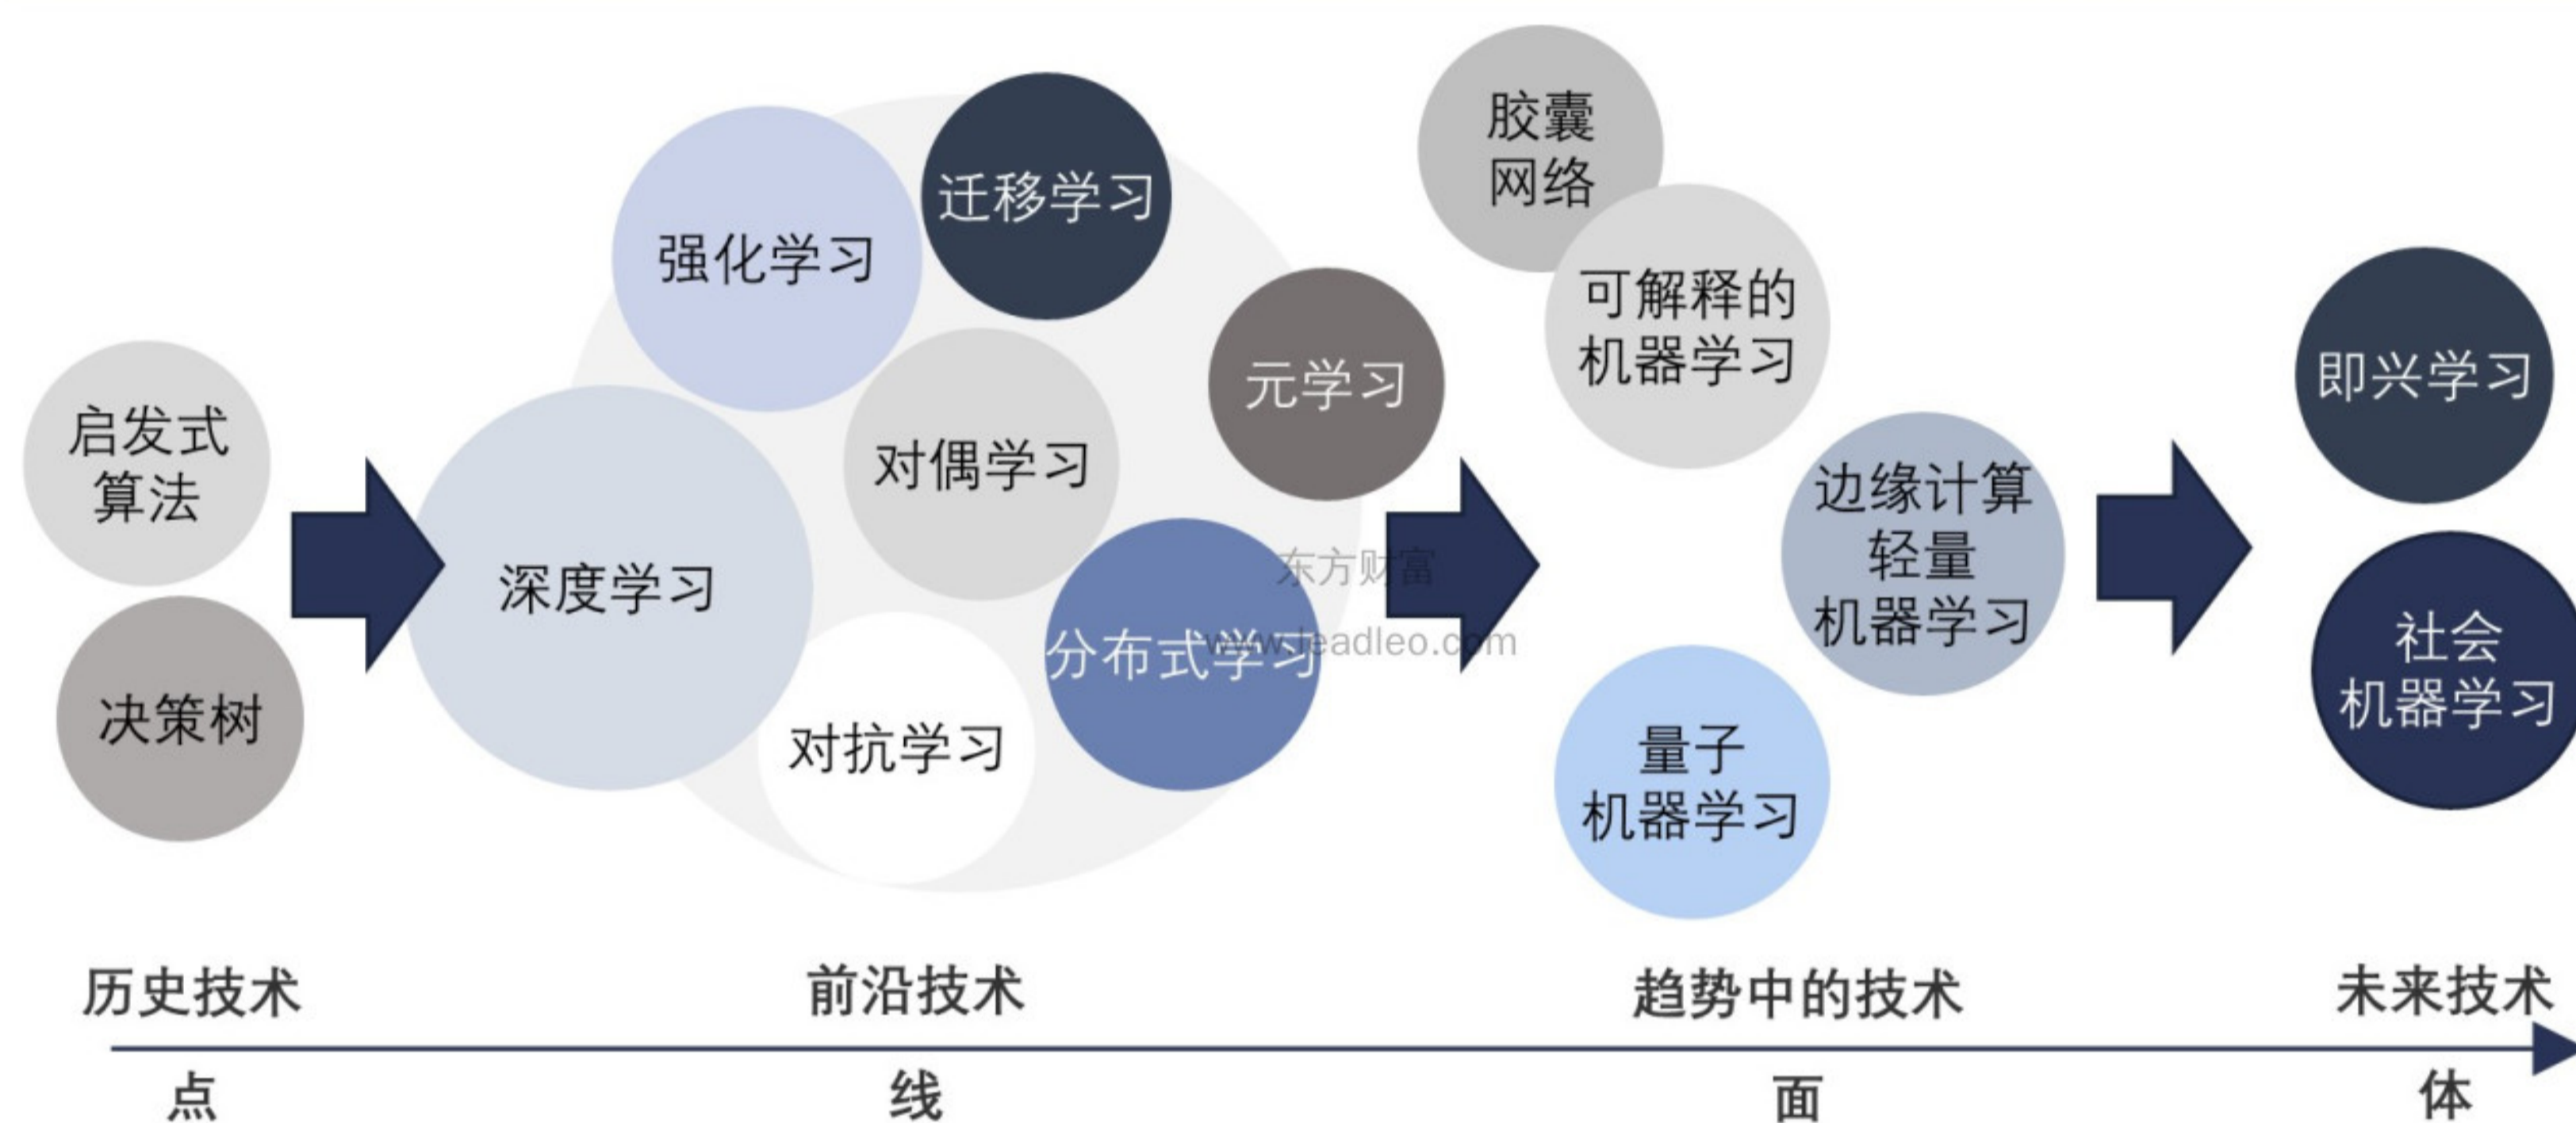 启发式
算法
决策树
强化学习
迁移学习
元学习
对偶学习
深度学习
分布式学习
对抗学习
东方财富
www.leadleo.com
胶囊
网络
可解释的
机器学习
边缘计算
轻量
机器学习
量子
机器学习
即兴学习
社会
机器学习
历史技术
前沿技术
趋势中的技术
未来技术
点
线
面
体